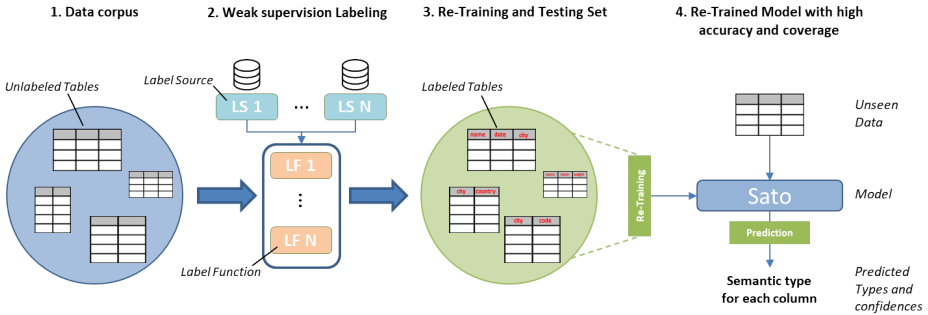 1. Data corpus
2. Weak supervision Labeling
3. Re-Training and Testing Set
4. Re-Trained Model with high
accuracy and coverage
Unlabeled Tables
Label Source
LS 1
...
LS N
LF 1
...
LF N
Label Function
Labeled Tables
name date city
city country
city code
Re-Training
Unseen
Data
Sato
Model
Prediction
Semantic type
for each column
Predicted
Types and
confidences